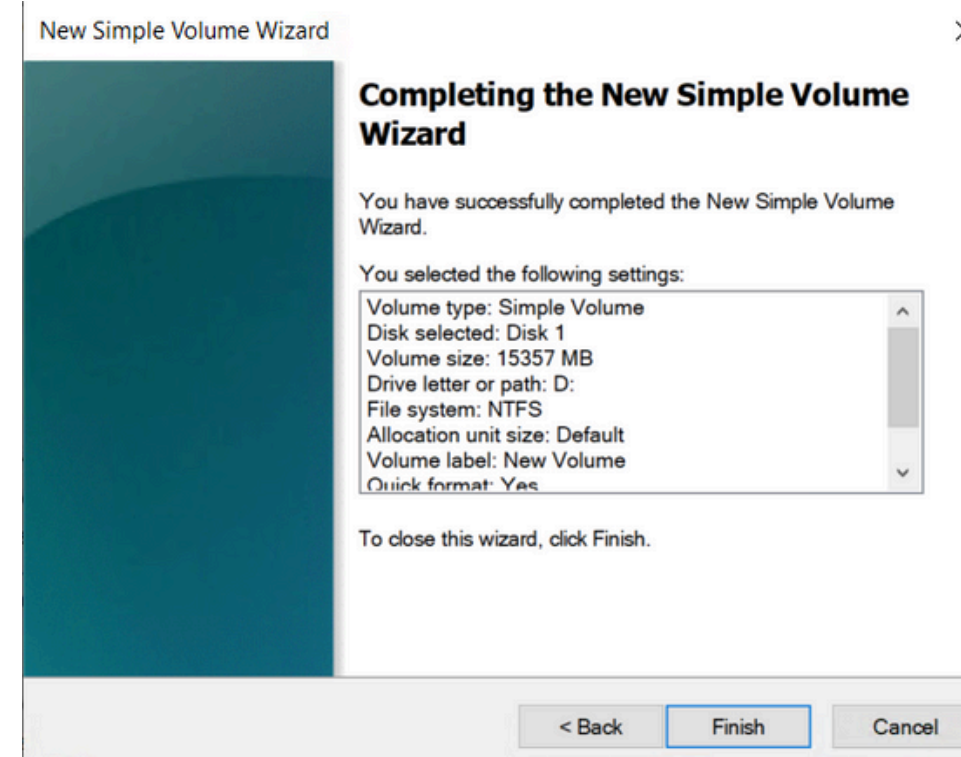 New Simple Volume Wizard
Completing the New Simple Volume
Wizard
You have successfully completed the New Simple Volume
Wizard.
You selected the following settings:
Volume type: Simple Volume
Disk selected: Disk 1
Volume size: 15357 MB
Drive letter or path: D:
File system: NTFS
Allocation unit size: Default
Volume label: New Volume
Quick format: Yes
To close this wizard, click Finish.
< Back
Finish
Cancel